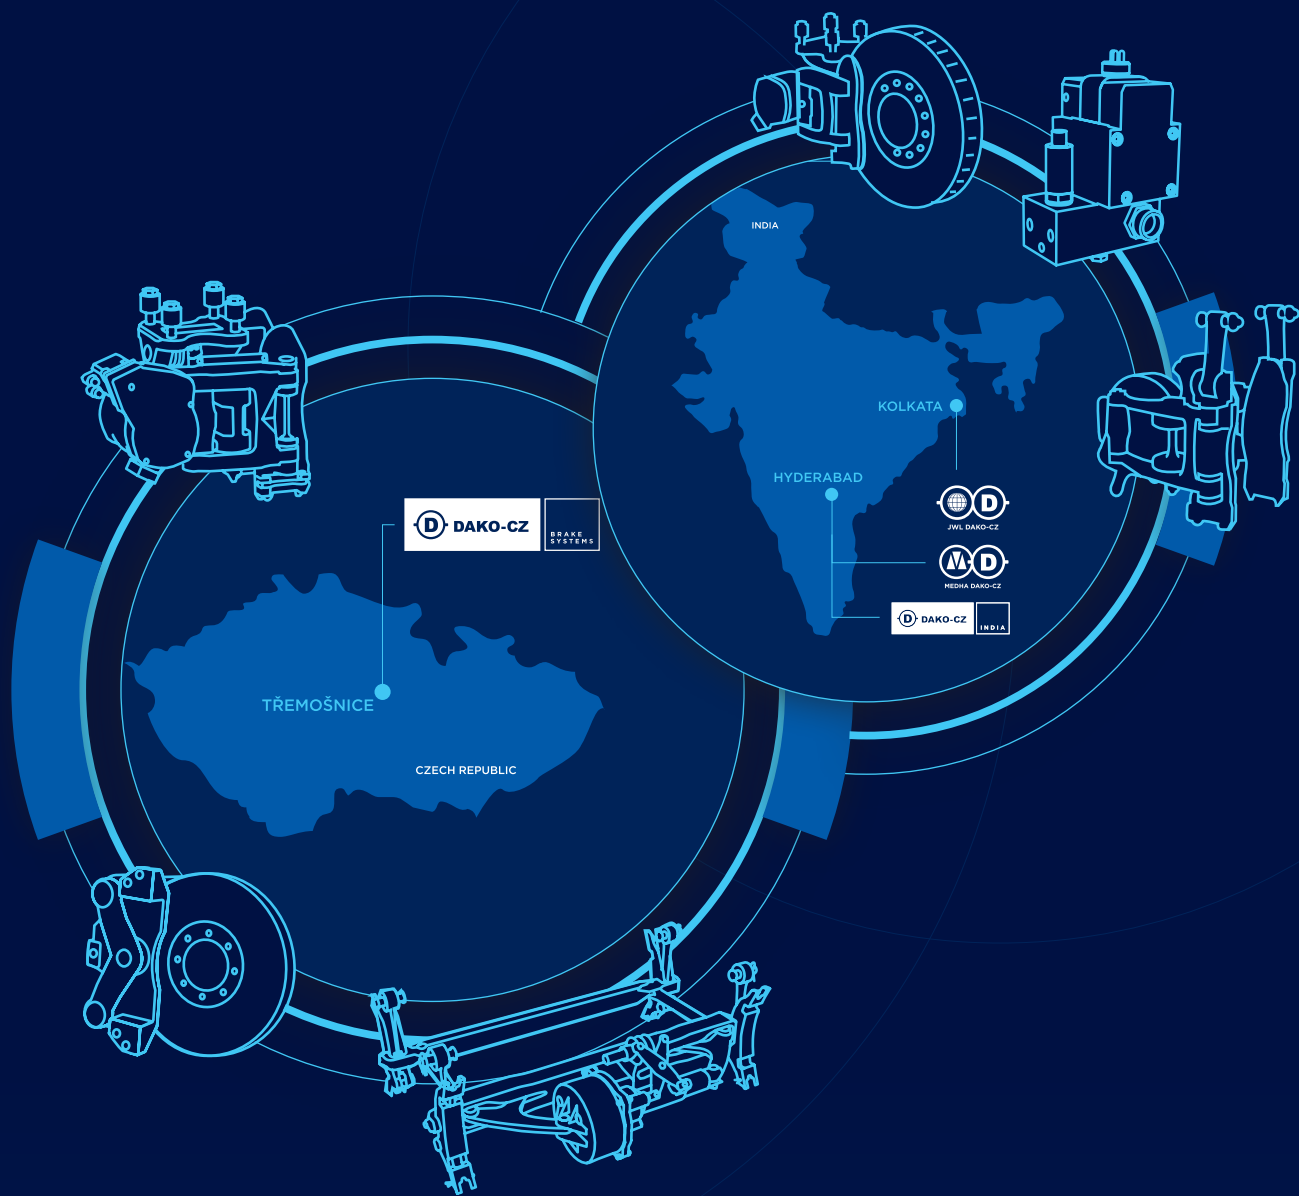 INDIA
KOLKATA
HYDERABAD
D
JWL DAKO-CZ
D
MEDHA DAKO-CZ
D DAKO-CZ
INDIA
D DAKO-CZ
BRAKE
SYSTEMS
TŘEMOŠNICE
CZECH REPUBLIC